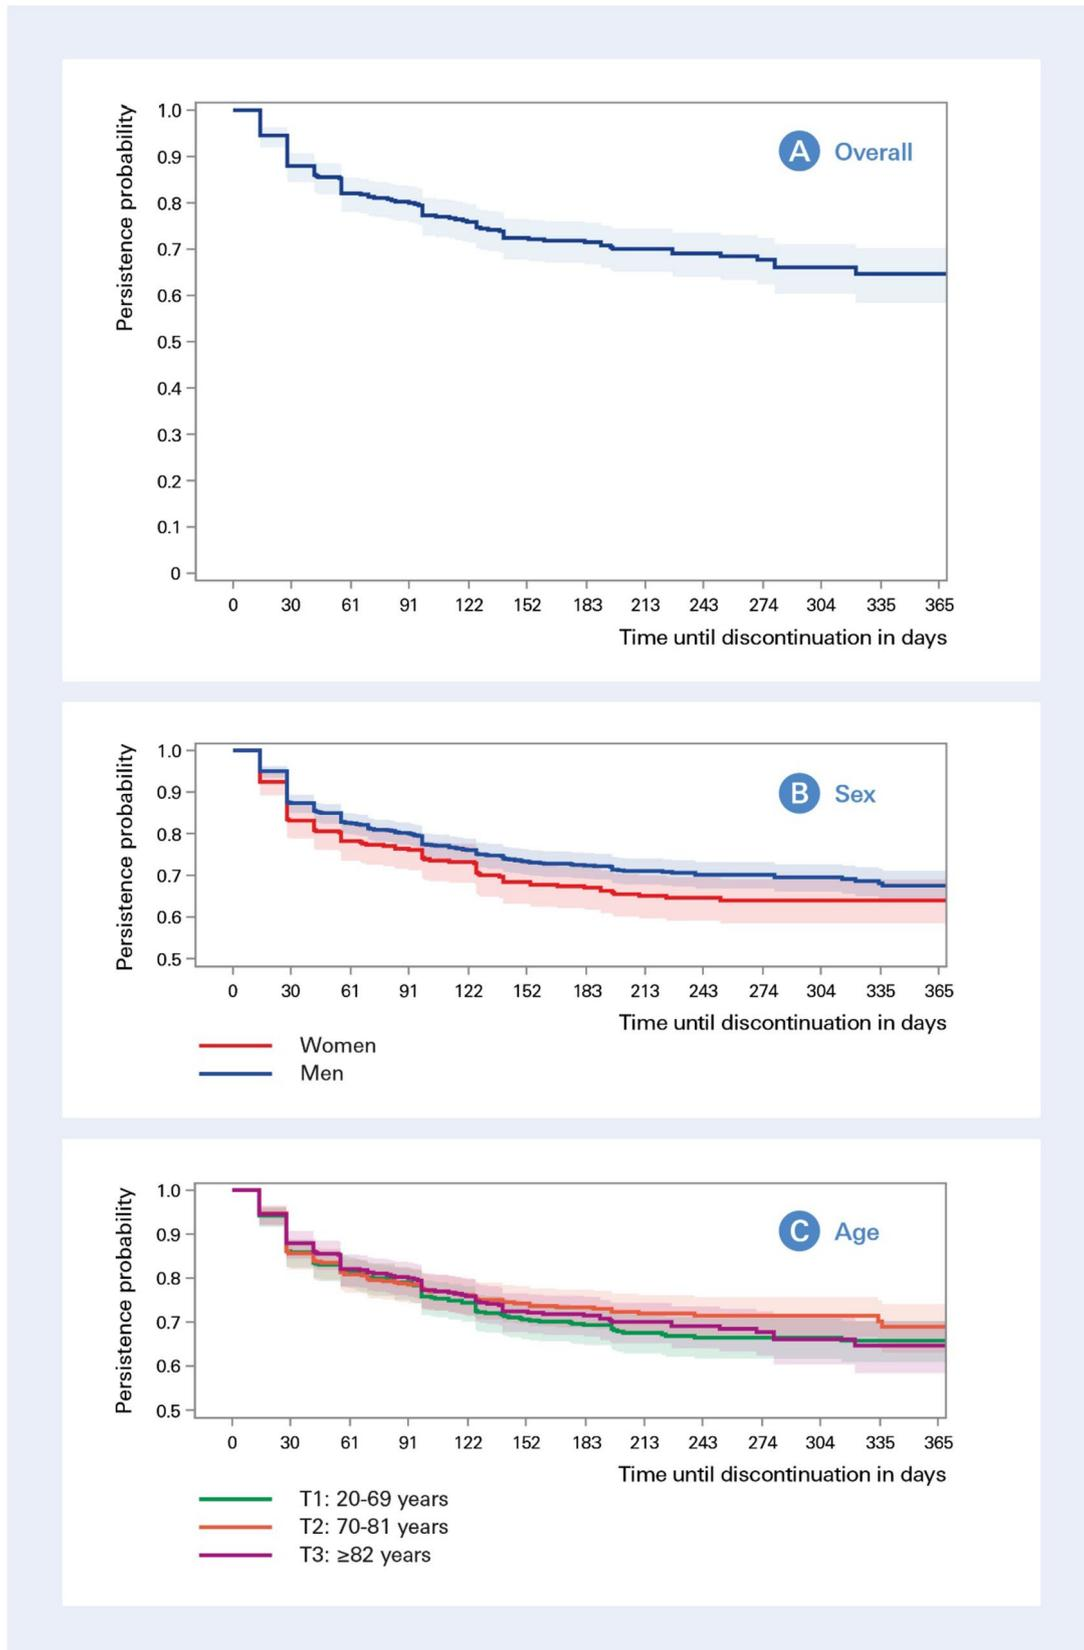 Persistence probability
1.0
0.9
0.8
0.7
0.6
0.5
0.4
0.3
0.2
0.1
0
A Overall
0 30 61 91 122 152 183 213 243 274 304 335 365
Time until discontinuation in days
Persistence probability
1.0
0.9
0.8
0.7
0.6
0.5
B Sex
0 30 61 91 122 152 183 213 243 274 304 335 365
Time until discontinuation in days
Women
Men
Persistence probability
1.0
0.9
0.8
0.7
0.6
0.5
C Age
0 30 61 91 122 152 183 213 243 274 304 335 365
Time until discontinuation in days
T1: 20-69 years
T2: 70-81 years
T3: ≥82 years